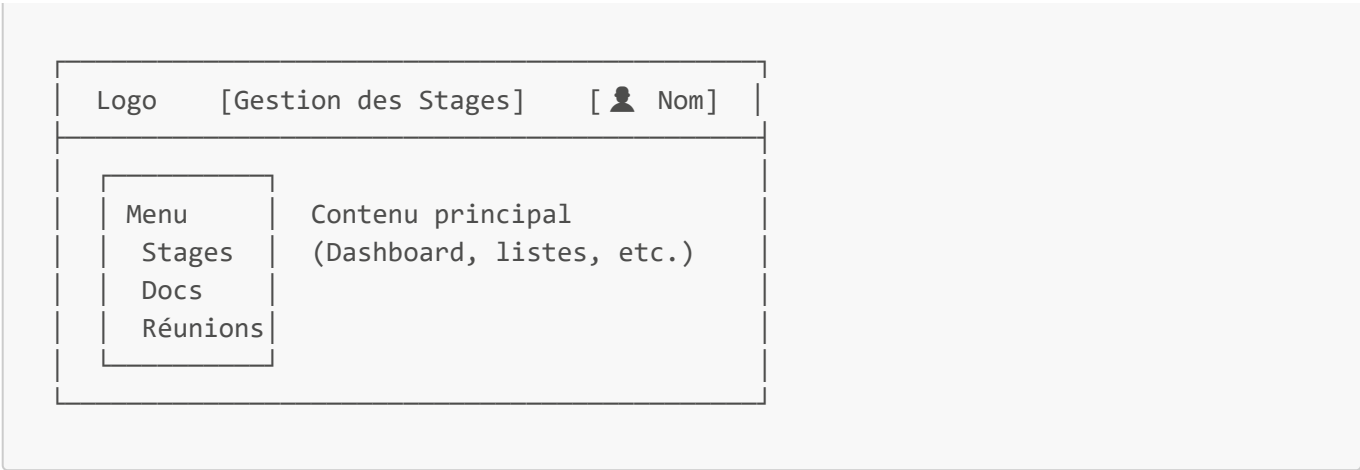 Logo [Gestion des Stages] [👤 Nom]
Menu Contenu principal
Stages (Dashboard, listes, etc.)
Docs
Réunions